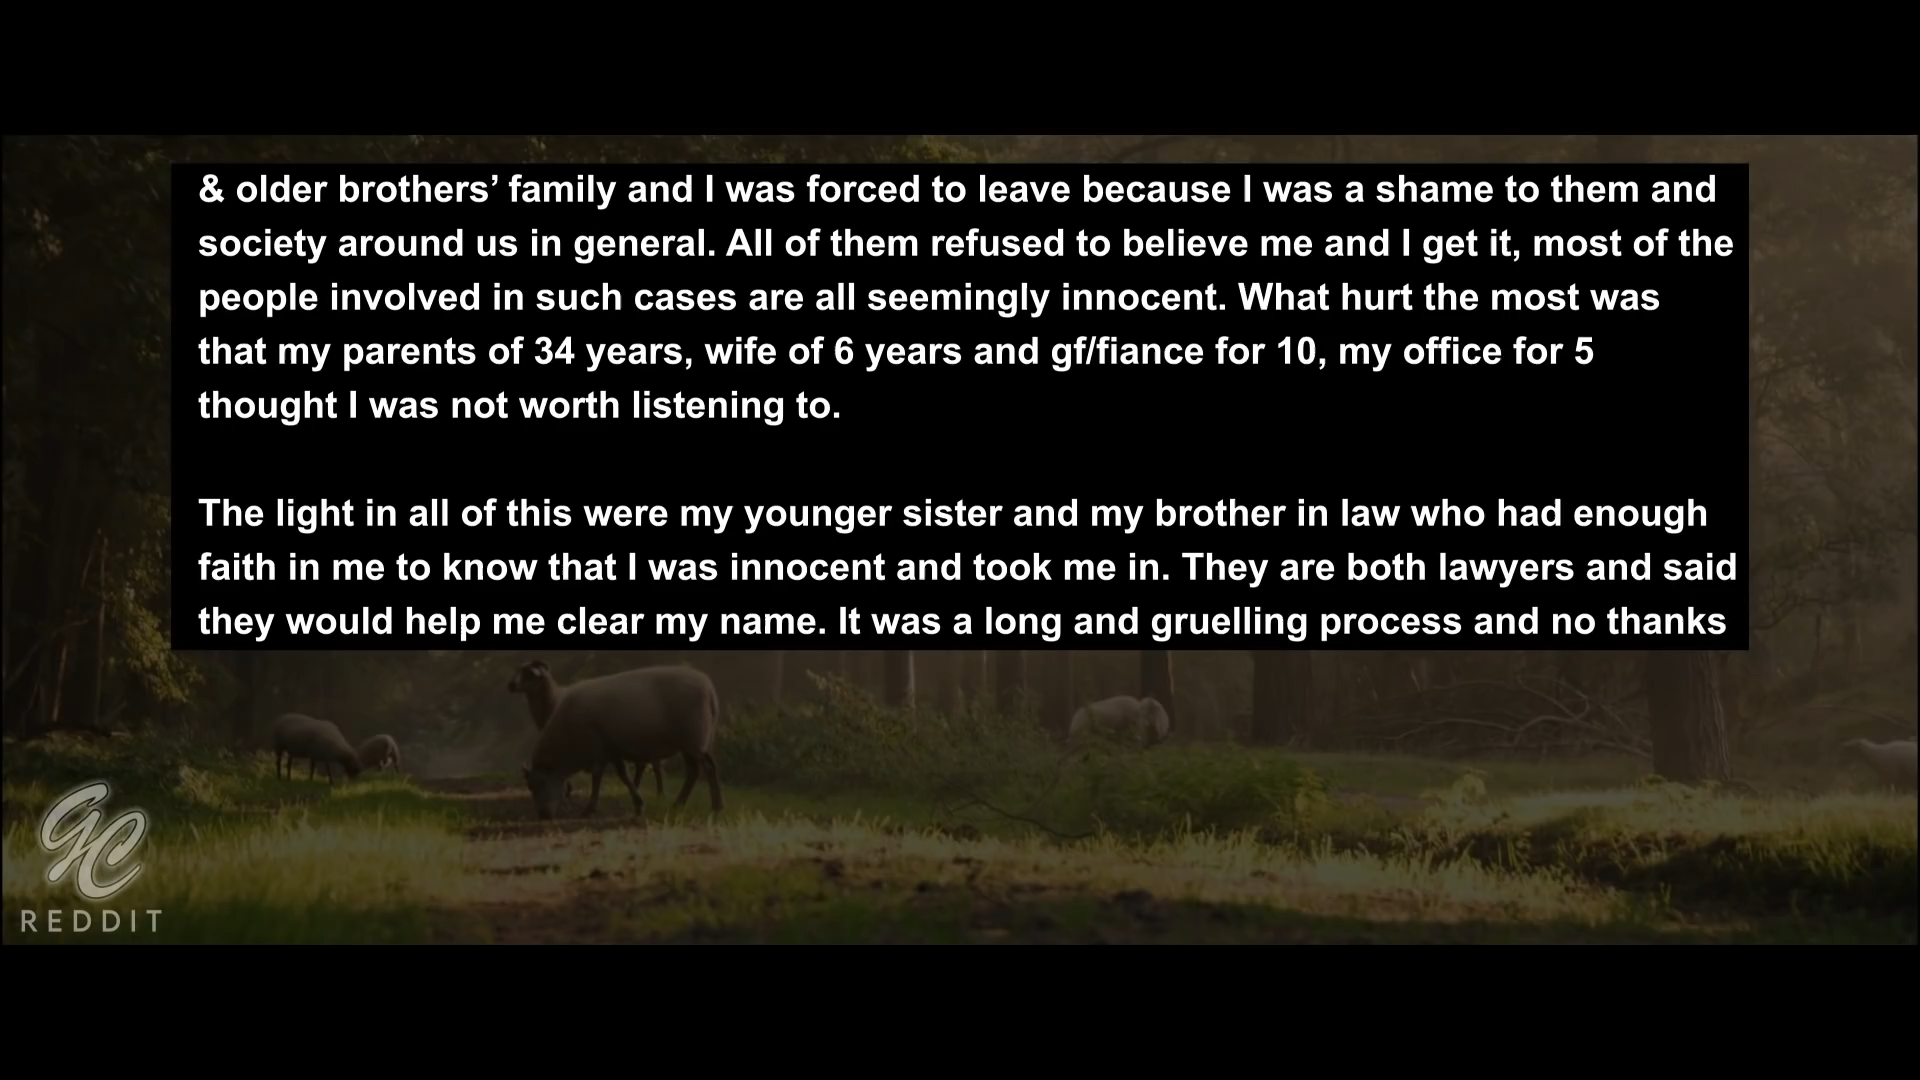 & older brothers’ family and I was forced to leave because I was a shame to them and
society around us in general. All of them refused to believe me and I get it, most of the
people involved in such cases are all seemingly innocent. What hurt the most was
that my parents of 34 years, wife of 6 years and gf/fiance for 10, my office for 5
thought I was not worth listening to.
The light in all of this were my younger sister and my brother in law who had enough
faith in me to know that I was innocent and took me in. They are both lawyers and said
they would help me clear my name. It was a long and gruelling process and no thanks
GC
REDDIT